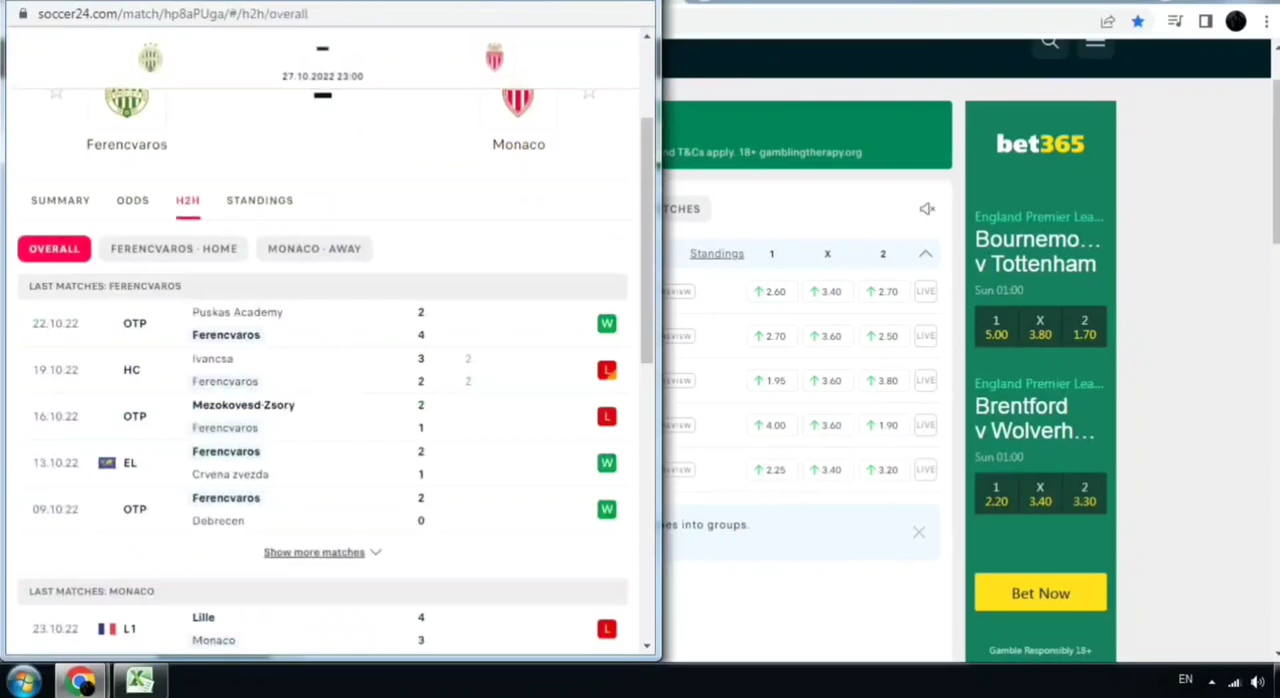 soccer24.com/match/hp8aPUga/#/h2h/overall
27.10.2022 23:00
Ferencvaros
Monaco
SUMMARY ODDS H2H STANDINGS
OVERALL FERENCVAROS - HOME MONACO - AWAY
LAST MATCHES: FERENCVAROS
22.10.22 OTP Puskas Academy 2 W
Ferencvaros 4
19.10.22 HC Ivancsa 3 2 L
Ferencvaros 2 2
16.10.22 OTP Mezokovesd-Zsory 2 L
Ferencvaros 1
13.10.22 EL Ferencvaros 2 W
Crvena zvezda 1
09.10.22 OTP Ferencvaros 2 W
Debrecen 0
Show more matches
LAST MATCHES: MONACO
23.10.22 L1 Lille 4 L
Monaco 3
nd T&Cs apply. 18+ gamblingtherapy.org
TCHES
Standings 1 X 2
EVIEW 2.60 3.40 2.70 LIVE
EVIEW 2.70 3.60 2.50 LIVE
EVIEW 1.95 3.60 3.80 LIVE
EVIEW 4.00 3.60 1.90 LIVE
EVIEW 2.25 3.40 3.20 LIVE
es into groups.
bet365
England Premier Lea...
Bournemo...
v Tottenham
Sun 01:00
1 X 2
5.00 3.80 1.70
England Premier Lea...
Brentford
v Wolverh...
Sun 01:00
1 X 2
2.20 3.40 3.30
Bet Now
Gamble Responsibly 18+
EN